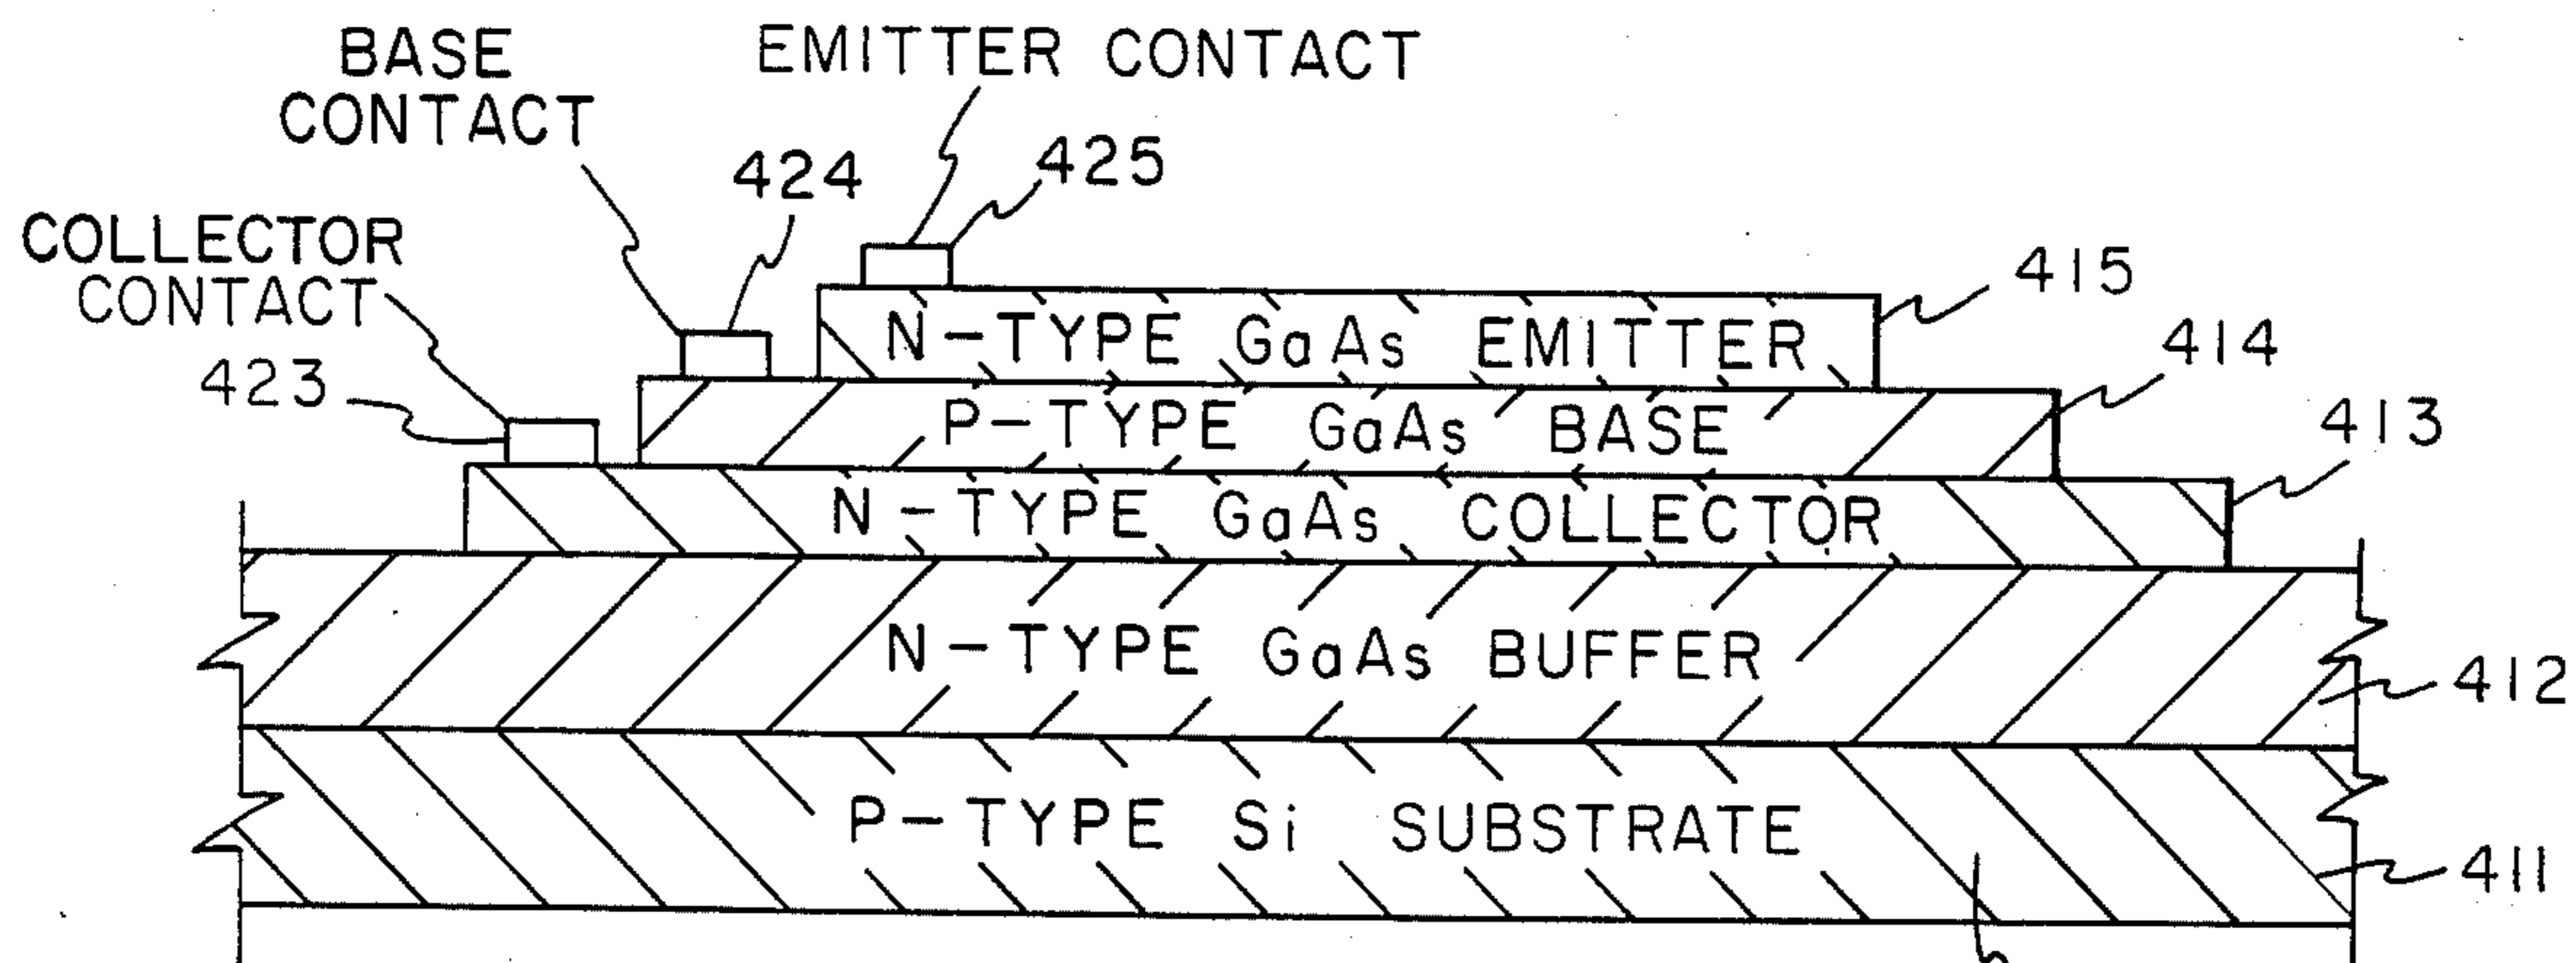 BASE
CONTACT
EMITTER CONTACT
424
425
COLLECTOR
CONTACT
423
415
N-TYPE GaAs EMITTER
414
P-TYPE GaAs BASE
413
N-TYPE GaAs COLLECTOR
N-TYPE GaAs BUFFER
412
P-TYPE Si SUBSTRATE
411